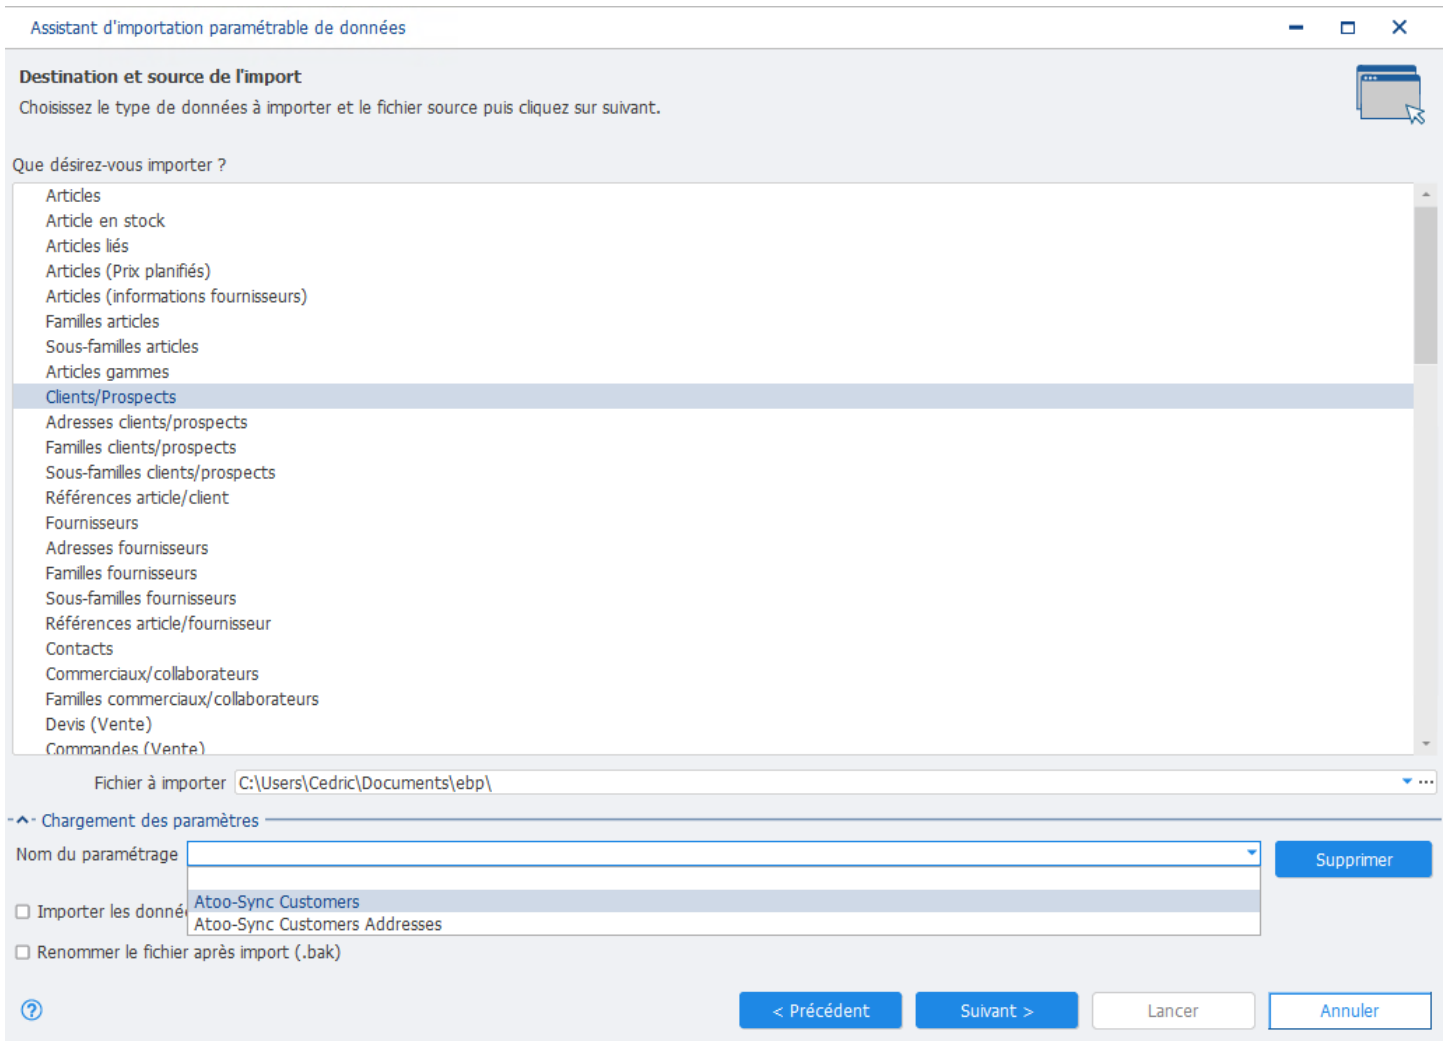 Assistant d'importation paramétrable de données
Destination et source de l'import
Choisissez le type de données à importer et le fichier source puis cliquez sur suivant.
Que désirez-vous importer ?
Articles
Article en stock
Articles liés
Articles (Prix planifiés)
Articles (informations fournisseurs)
Familles articles
Sous-familles articles
Articles gammes
Clients/Prospects
Adresses clients/prospects
Familles clients/prospects
Sous-familles clients/prospects
Références article/client
Fournisseurs
Adresses fournisseurs
Familles fournisseurs
Sous-familles fournisseurs
Références article/fournisseur
Contacts
Commerciaux/collaborateurs
Familles commerciaux/collaborateurs
Devis (Vente)
Commandes (Vente)
Fichier à importer C:\Users\Cedric\Documents\ebp\
Chargement des paramètres
Nom du paramétrage
Supprimer
Atoo-Sync Customers
Importer les donné
Atoo-Sync Customers Addresses
Renommer le fichier après import (.bak)
? < Précédent Suivant > Lancer Annuler